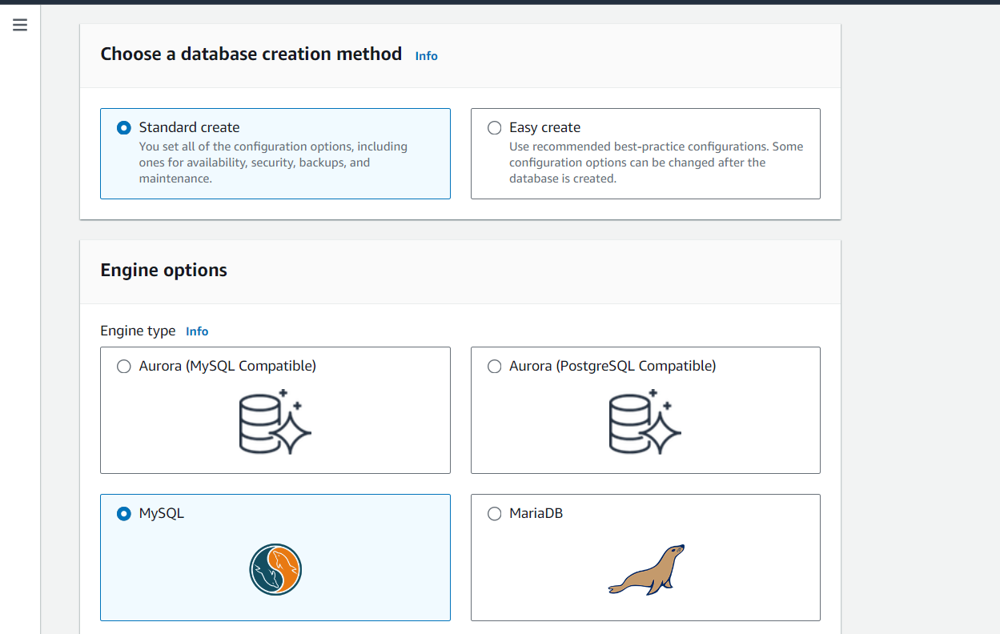 Choose a database creation method Info
Standard create
You set all of the configuration options, including
ones for availability, security, backups, and
maintenance.
Easy create
Use recommended best-practice configurations. Some
configuration options can be changed after the
database is created.
Engine options
Engine type Info
Aurora (MySQL Compatible)
Aurora (PostgreSQL Compatible)
MySQL
MariaDB